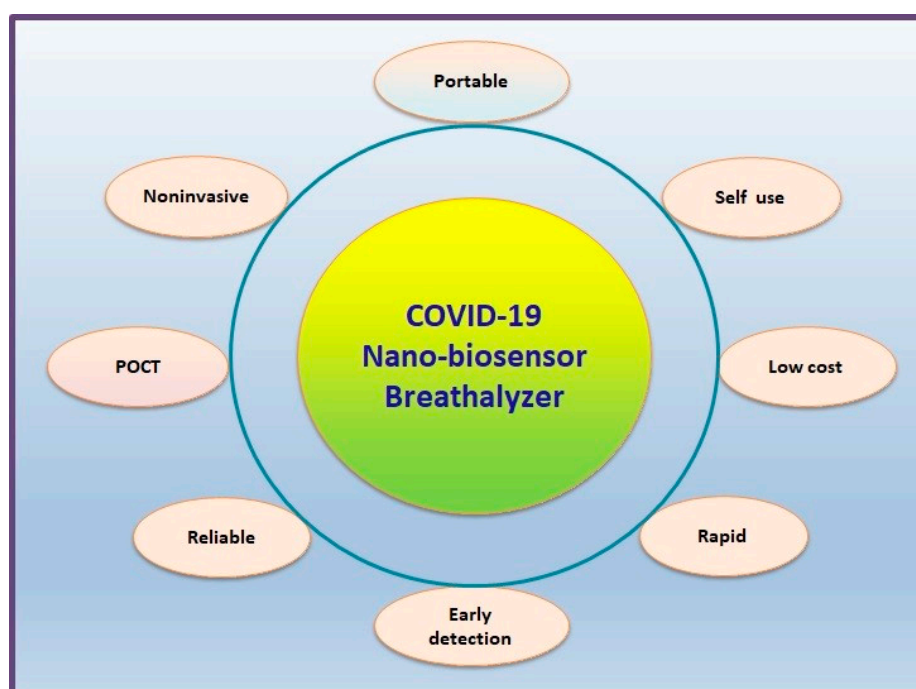 Portable
Noninvasive
Self use
COVID-19
Nano-biosensor
Breathalyzer
POCT
Low cost
Reliable
Rapid
Early
detection